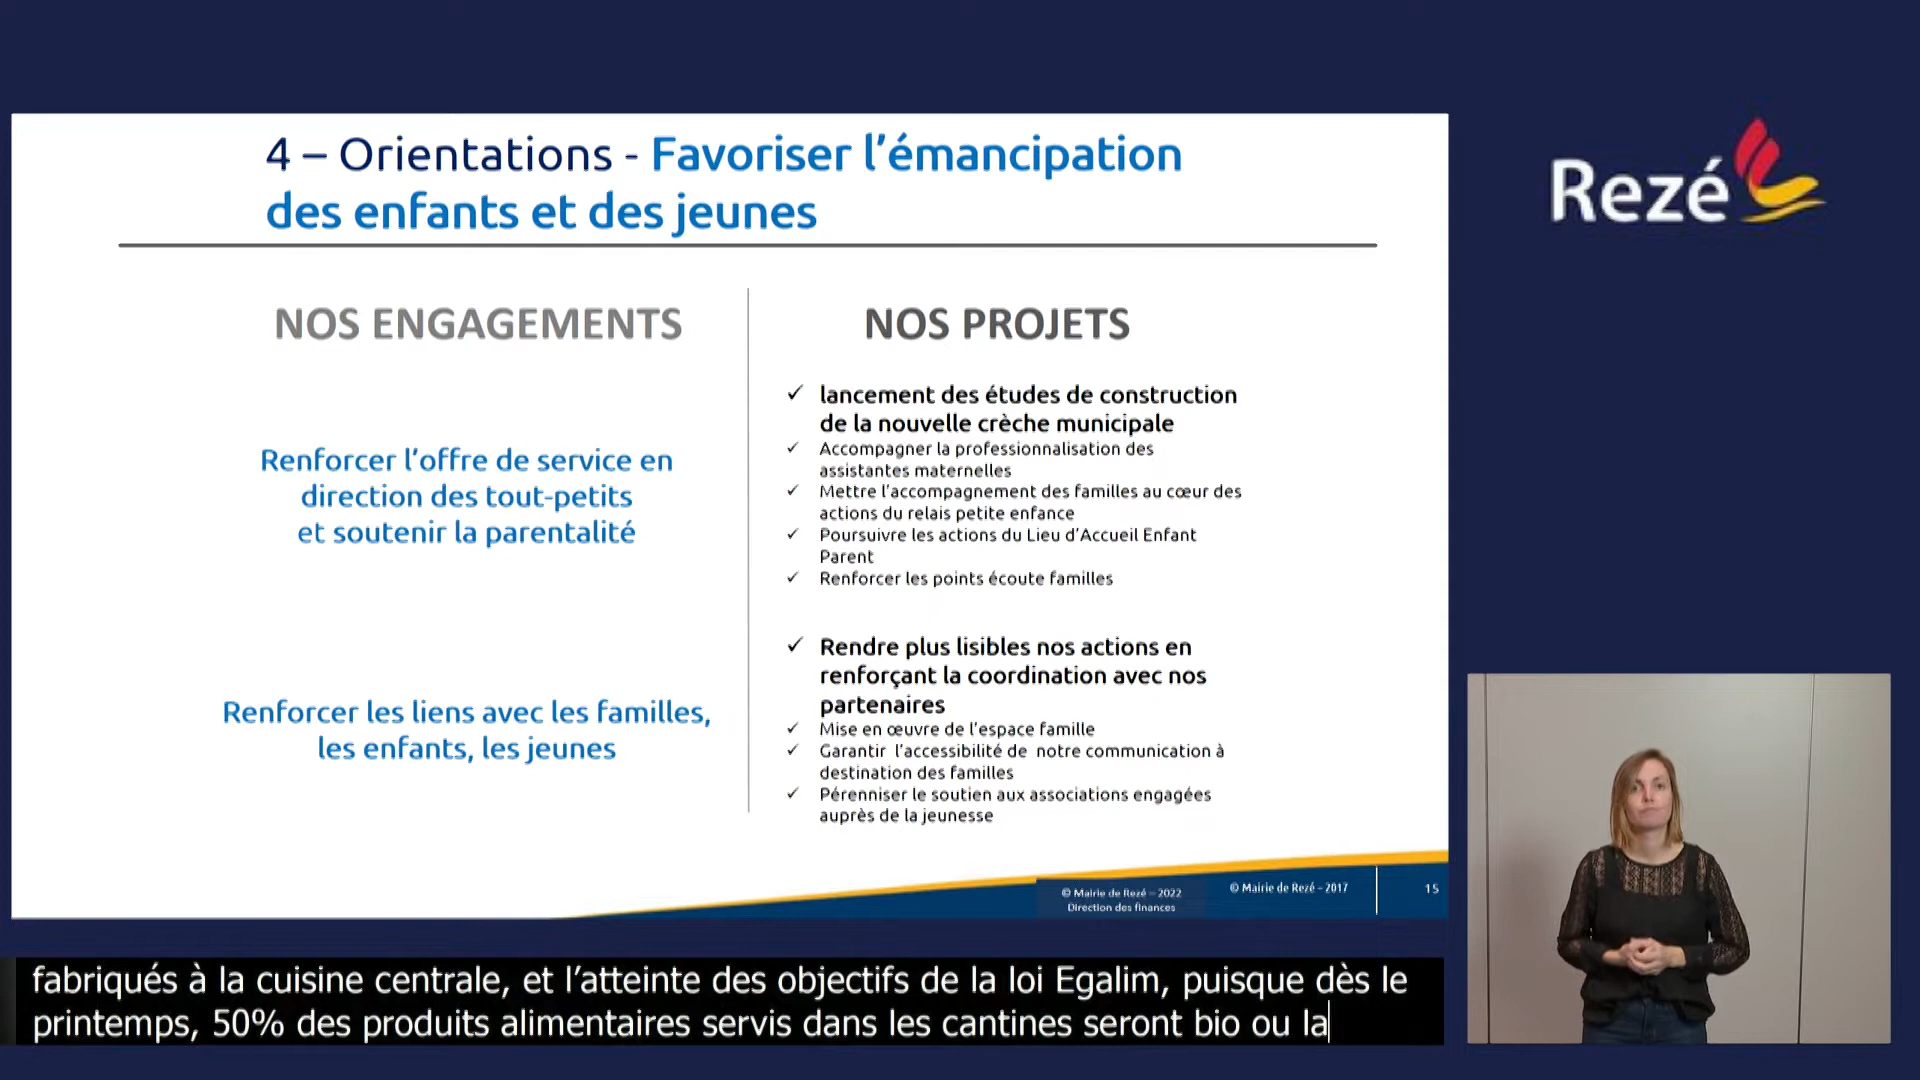 4 – Orientations - Favoriser l’émancipation
des enfants et des jeunes
Rezé
NOS ENGAGEMENTS
Renforcer l’offre de service en
direction des tout-petits
et soutenir la parentalité
Renforcer les liens avec les familles,
les enfants, les jeunes
NOS PROJETS
✓ lancement des études de construction
de la nouvelle crèche municipale
✓ Accompagner la professionnalisation des
assistantes maternelles
✓ Mettre l’accompagnement des familles au cœur des
actions du relais petite enfance
✓ Poursuivre les actions du Lieu d’Accueil Enfant
Parent
✓ Renforcer les points écoute familles
✓ Rendre plus lisibles nos actions en
renforçant la coordination avec nos
partenaires
✓ Mise en œuvre de l’espace famille
✓ Garantir l’accessibilité de notre communication à
destination des familles
✓ Pérenniser le soutien aux associations engagées
auprès de la jeunesse
© Mairie de Rezé – 2022
Direction des finances
© Mairie de Rezé - 2017
15
fabriqués à la cuisine centrale, et l’atteinte des objectifs de la loi Egalim, puisque dès le
printemps, 50% des produits alimentaires servis dans les cantines seront bio ou la